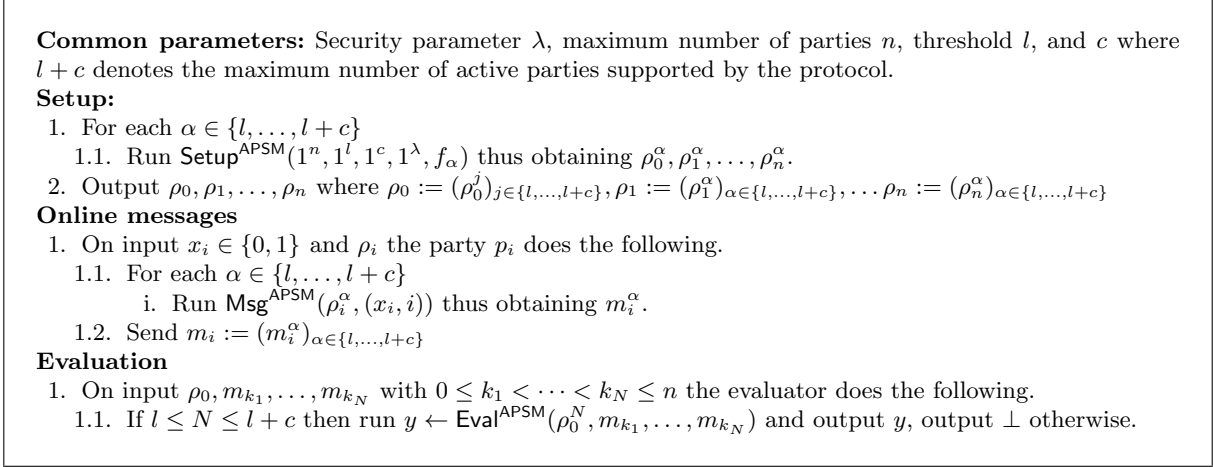 Common parameters: Security parameter λ, maximum number of parties n, threshold l, and c where
l + c denotes the maximum number of active parties supported by the protocol.
Setup:
1. For each α ∈ {l, . . . , l + c}
1.1. Run Setup^APSM(1^n, 1^l, 1^c, 1^λ, f_α) thus obtaining ρ_0^α, ρ_1^α, . . . , ρ_n^α.
2. Output ρ_0, ρ_1, . . . , ρ_n where ρ_0 := (ρ_0^j)_{j∈{l,...,l+c}}, ρ_1 := (ρ_1^α)_{α∈{l,...,l+c}}, . . . ρ_n := (ρ_n^α)_{α∈{l,...,l+c}}
Online messages
1. On input x_i ∈ {0, 1} and ρ_i the party p_i does the following.
1.1. For each α ∈ {l, . . . , l + c}
i. Run Msg^APSM(ρ_i^α, (x_i, i)) thus obtaining m_i^α.
1.2. Send m_i := (m_i^α)_{α∈{l,...,l+c}}
Evaluation
1. On input ρ_0, m_{k_1}, . . . , m_{k_N} with 0 ≤ k_1 < · · · < k_N ≤ n the evaluator does the following.
1.1. If l ≤ N ≤ l + c then run y ← Eval^APSM(ρ_0^N, m_{k_1}, . . . , m_{k_N}) and output y, output ⊥ otherwise.